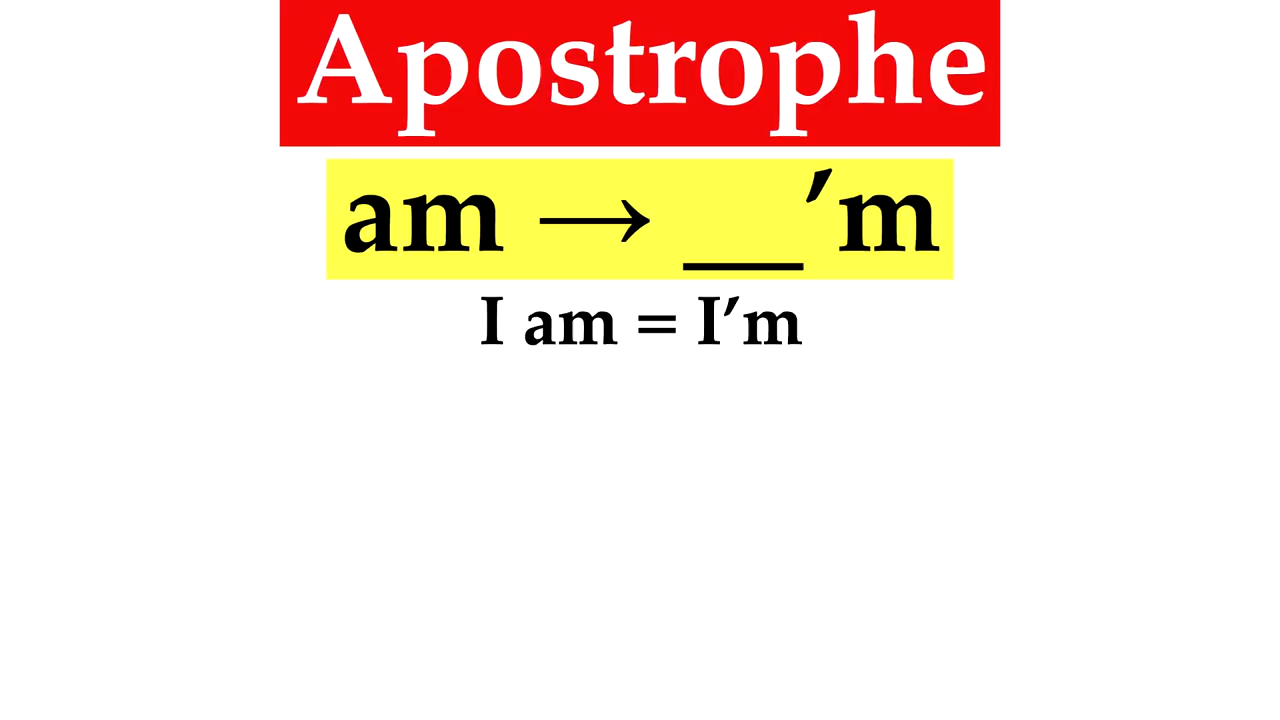 Apostrophe
am → __’m
I am = I’m